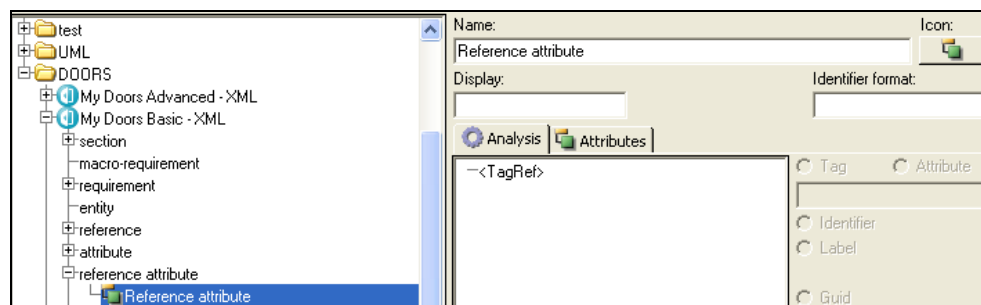 test
UML
DOORS
My Doors Advanced - XML
My Doors Basic - XML
section
macro-requirement
requirement
entity
reference
attribute
reference attribute
Reference attribute
Name:
Icon:
Reference attribute
Display:
Identifier format:
Analysis
Attributes
<TagRef>
Tag
Attribute
Identifier
Label
Guid